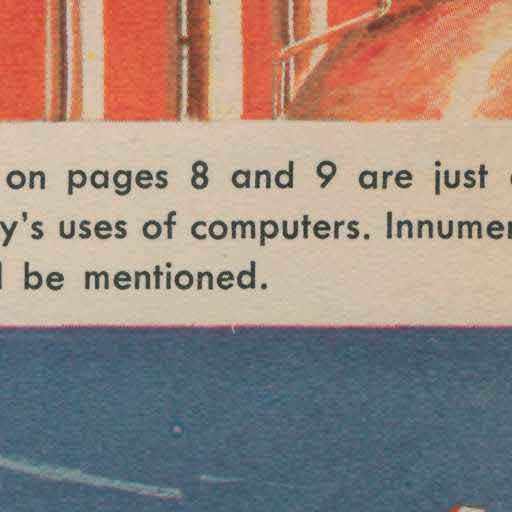 on pages 8 and 9 are just
y's uses of computers. Innumer
be mentioned.